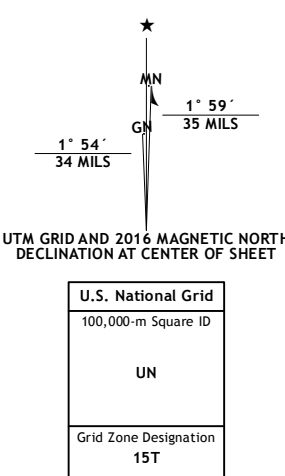 ★
MN
1° 59´
35 MILS
GN
1° 54´
34 MILS
UTM GRID AND 2016 MAGNETIC NORTH
DECLINATION AT CENTER OF SHEET
U.S. National Grid
100,000-m Square ID
UN
Grid Zone Designation
15T